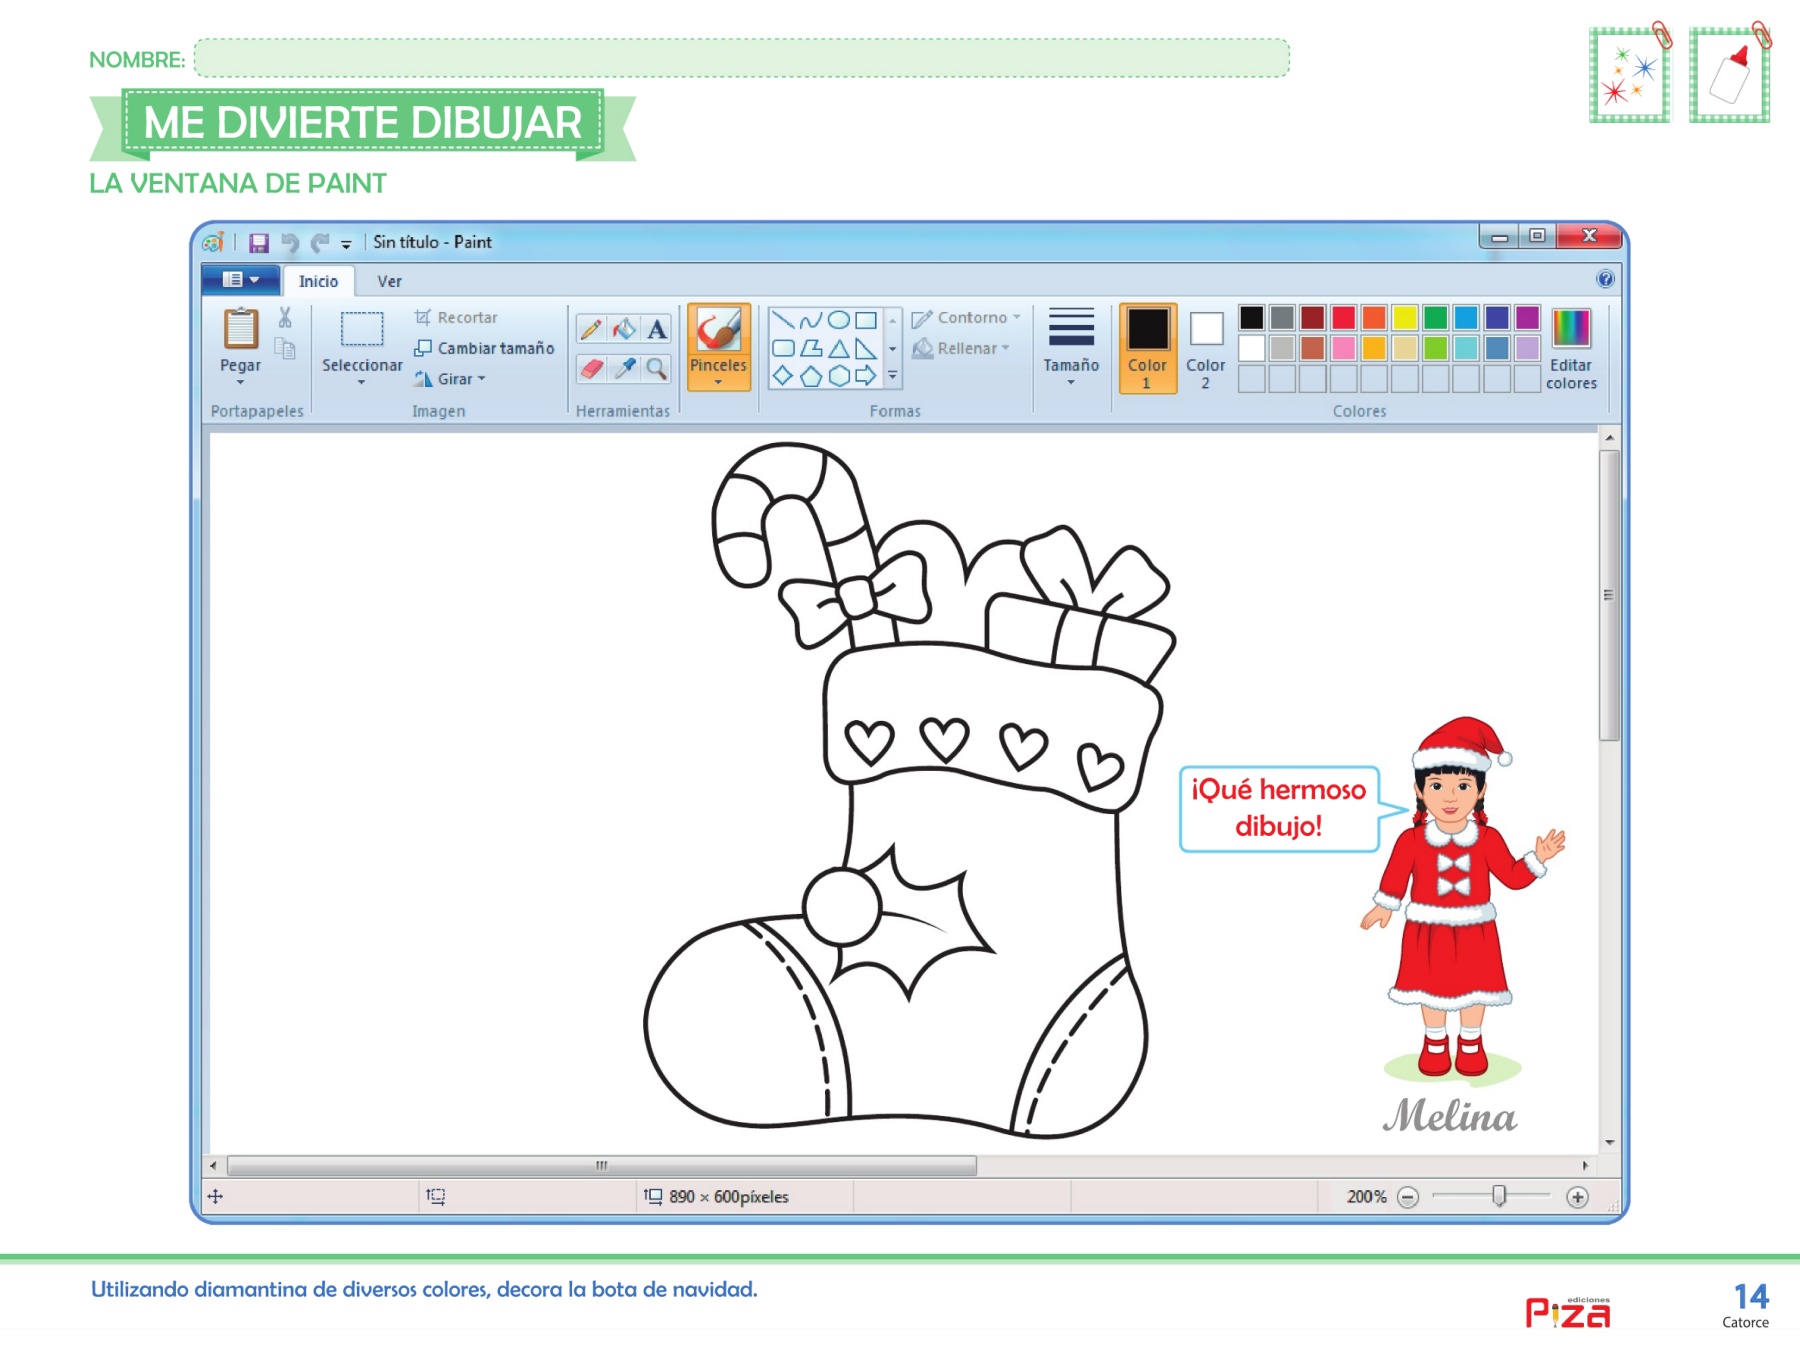 NOMBRE:
ME DIVIERTE DIBUJAR
LA VENTANA DE PAINT
Sin título - Paint
Inicio Ver
Pegar
Portapapeles
Seleccionar
Recortar
Cambiar tamaño
Girar
Imagen
A
Herramientas
Pinceles
Contorno
Rellenar
Formas
Tamaño
Color
1
Color
2
Editar
colores
Colores
¡Qué hermoso
dibujo!
Melina
890 × 600píxeles
200%
Utilizando diamantina de diversos colores, decora la bota de navidad.
ediciones
Piza
14
Catorce